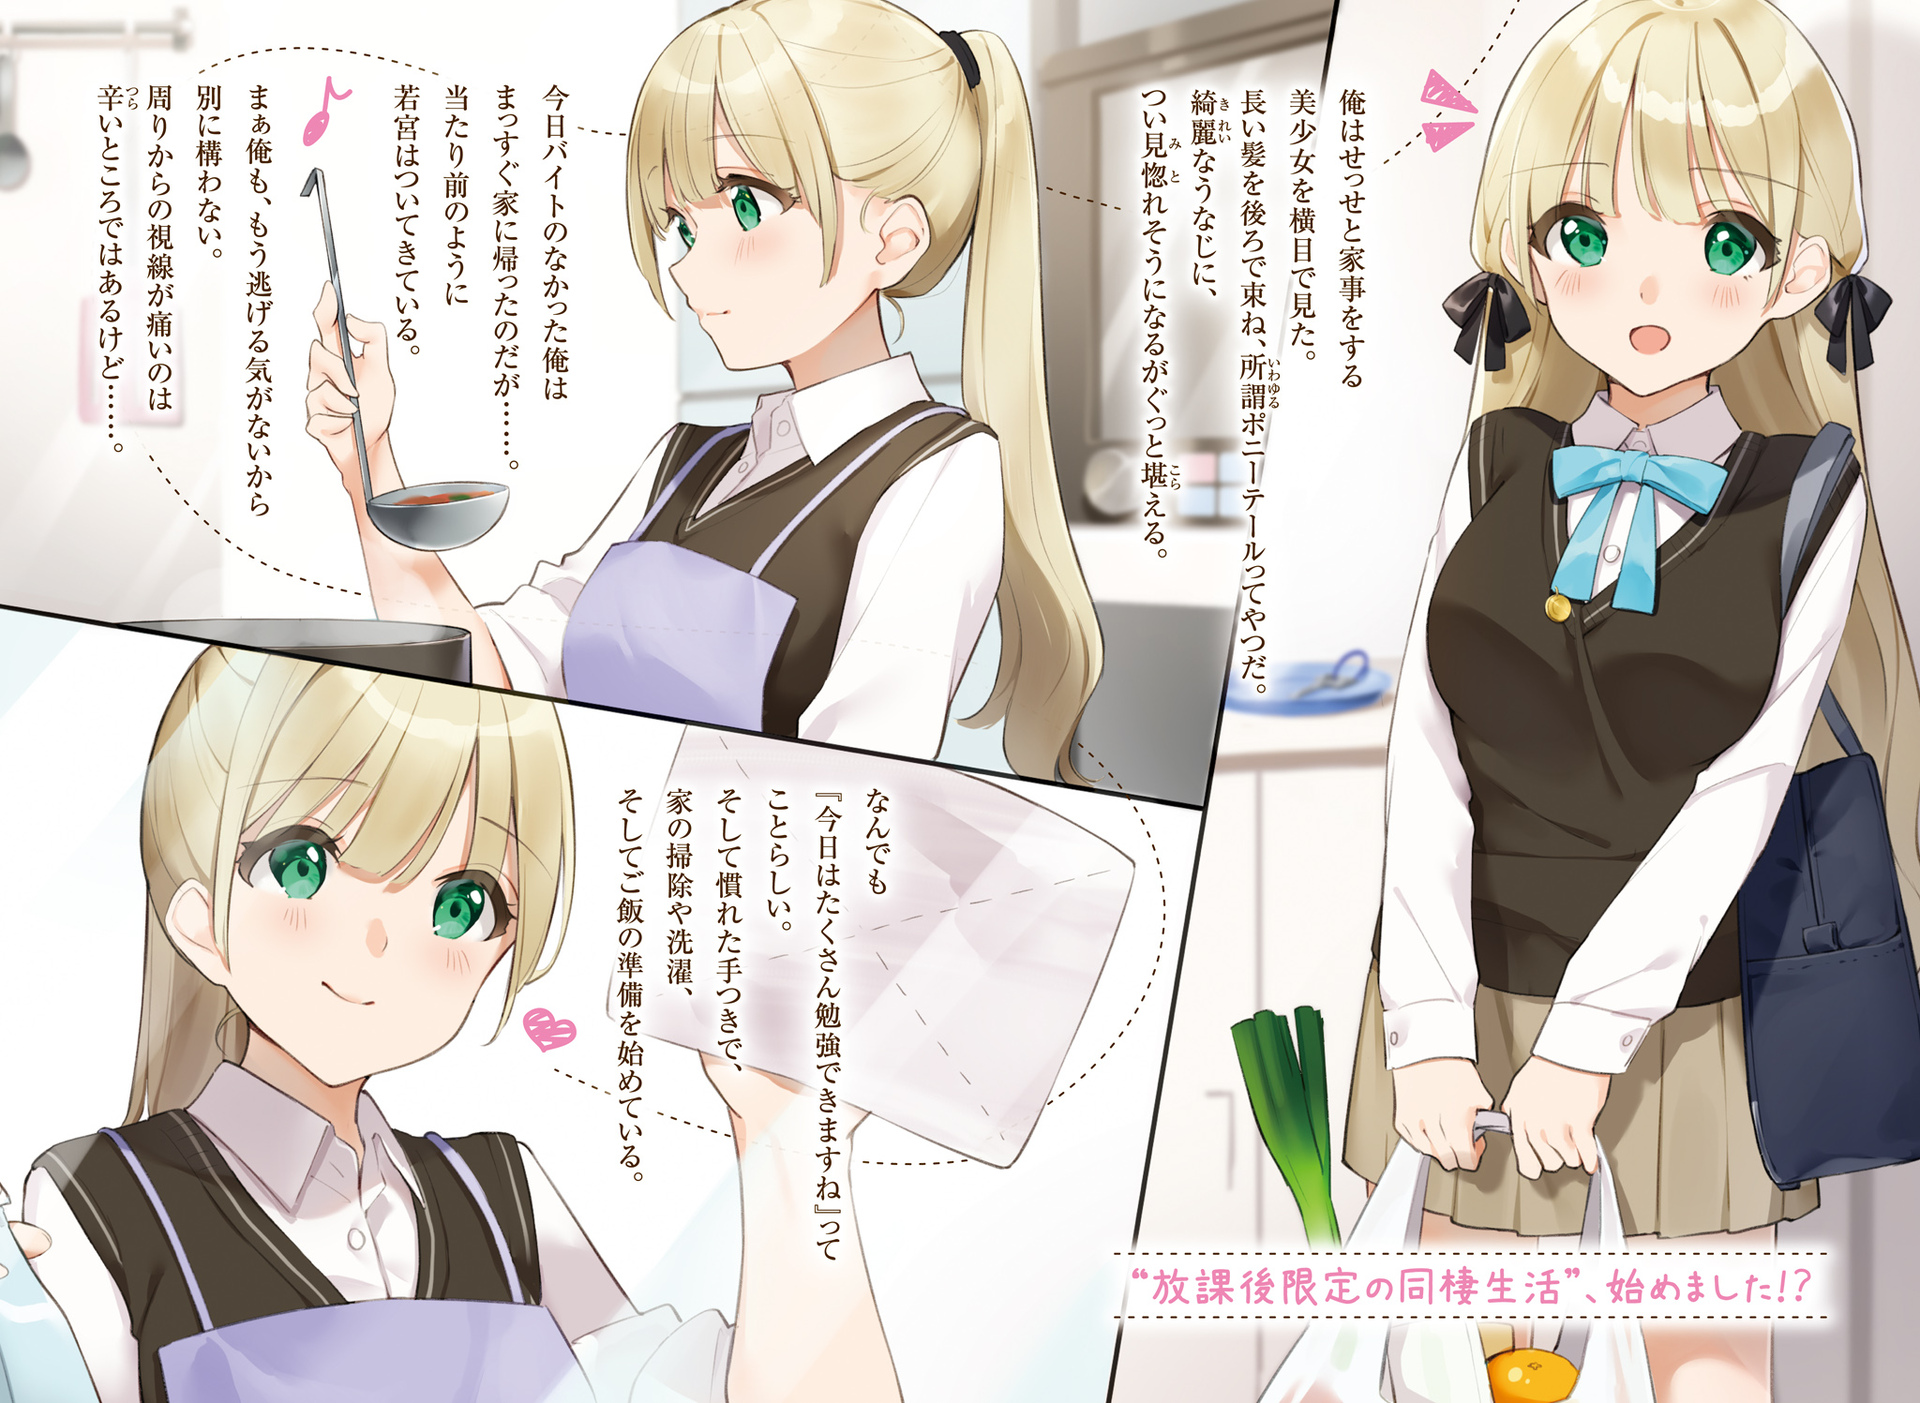 俺はせっせと家事をする
美少女を横目で見た。
長い髪を後ろで束ね、所謂ポニーテールってやつだ。
綺麗なうなじに、
つい見惚れそうになるがぐっと堪える。
今日バイトのなかった俺は
まっすぐ家に帰ったのだが……。
当たり前のように
若宮はついてきている。
まぁ俺も、もう逃げる気がないから
別に構わない。
周りからの視線が痛いのは
辛いところではあるけど……。
なんでも
『今日はたくさん勉強できますね』って
ことらしい。
そして慣れた手つきで、
家の掃除や洗濯、
そしてご飯の準備を始めている。
“放課後限定の同棲生活”、始めました!?